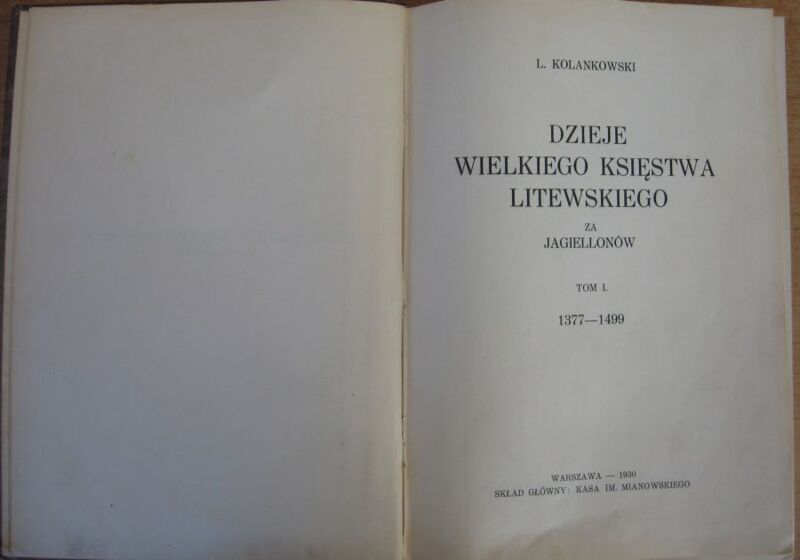 L. KOLANKOWSKI
DZIEJE
WIELKIEGO KSIĘSTWA
LITEWSKIEGO
ZA
JAGIELLONÓW
TOM I.
1377—1499
WARSZAWA — 1930
SKŁAD GŁÓWNY: KASA IM. MIANOWSKIEGO